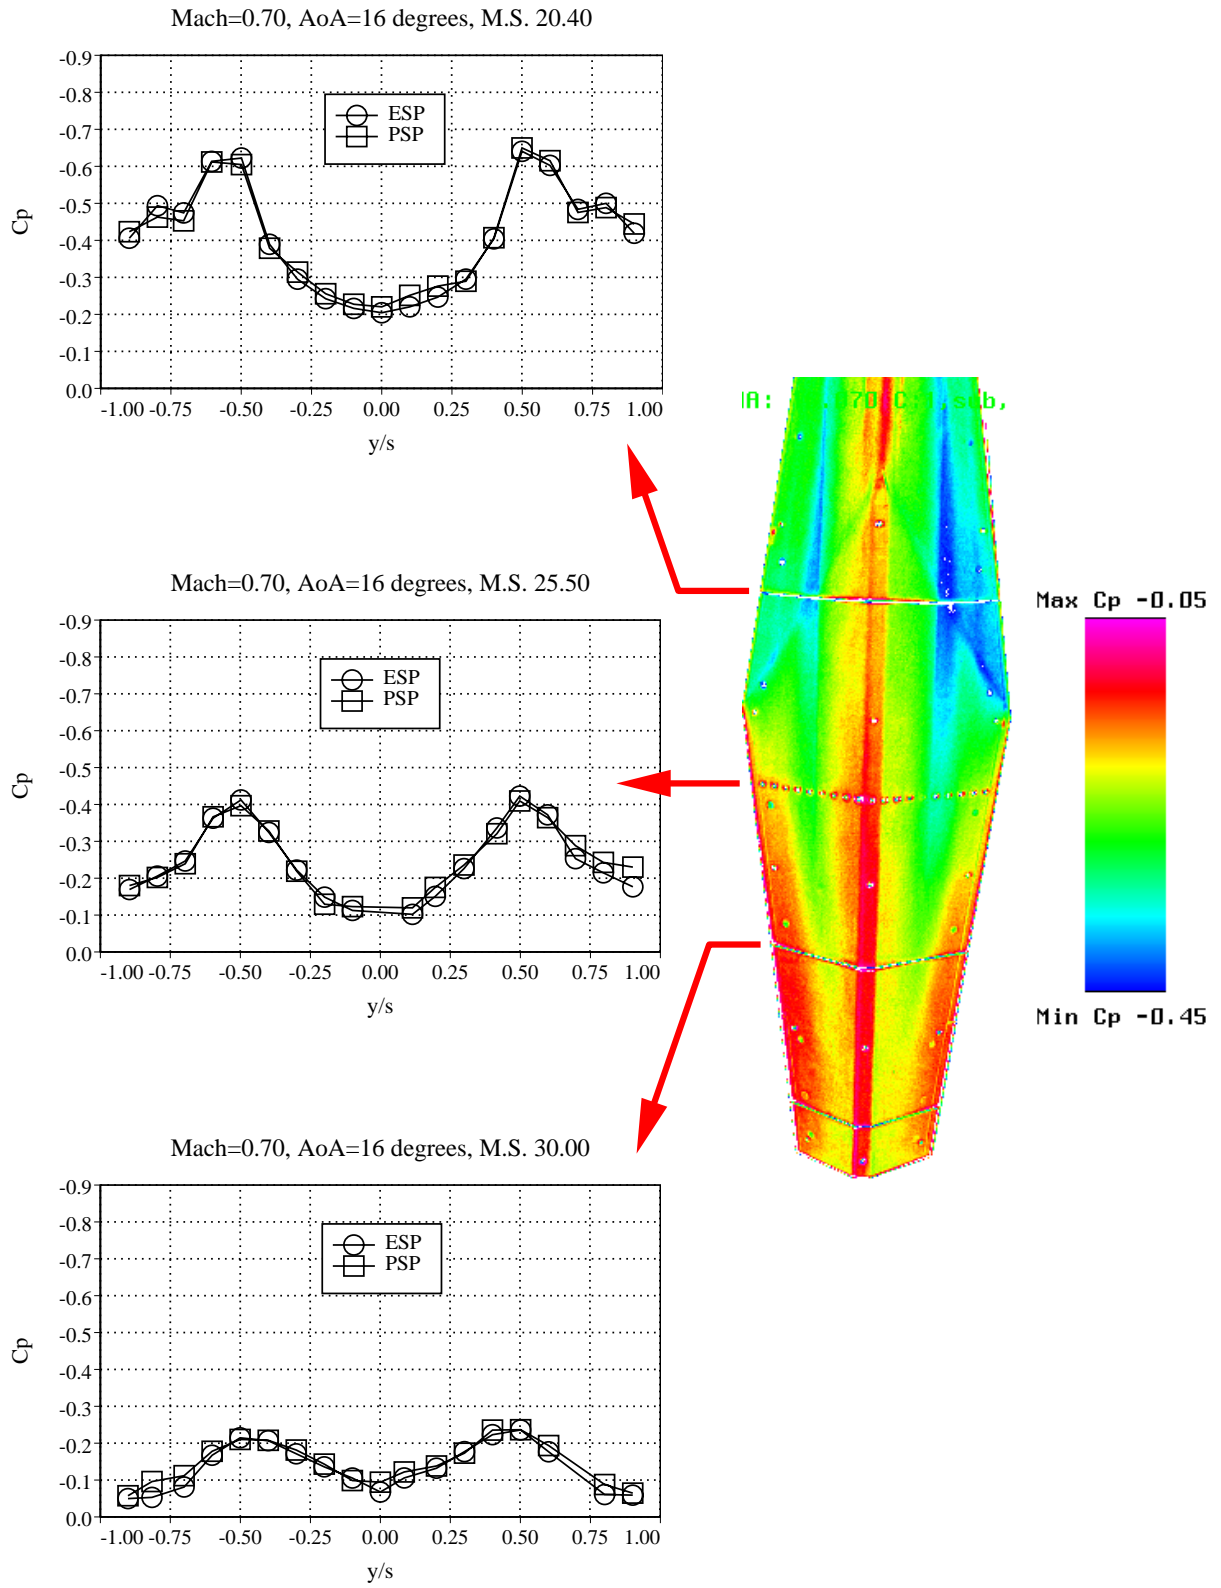 Mach=0.70, AoA=16 degrees, M.S. 20.40
-0.9
-0.8
-0.7
-0.6
-0.5
-0.4
-0.3
-0.2
-0.1
0.0
Cp
ESP
PSP
-1.00 -0.75 -0.50 -0.25 0.00 0.25 0.50 0.75 1.00
y/s
Mach=0.70, AoA=16 degrees, M.S. 25.50
-0.9
-0.8
-0.7
-0.6
-0.5
-0.4
-0.3
-0.2
-0.1
0.0
Cp
ESP
PSP
-1.00 -0.75 -0.50 -0.25 0.00 0.25 0.50 0.75 1.00
y/s
Mach=0.70, AoA=16 degrees, M.S. 30.00
-0.9
-0.8
-0.7
-0.6
-0.5
-0.4
-0.3
-0.2
-0.1
0.0
Cp
ESP
PSP
-1.00 -0.75 -0.50 -0.25 0.00 0.25 0.50 0.75 1.00
y/s
Max Cp -0.05
Min Cp -0.45